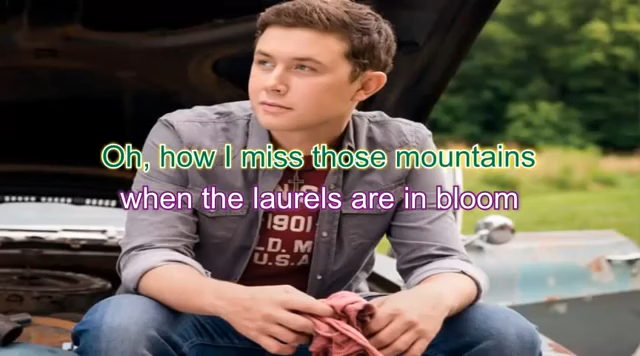 Oh, how I miss those mountains
when the laurels are in bloom
1901
L.D. M
U.S.A